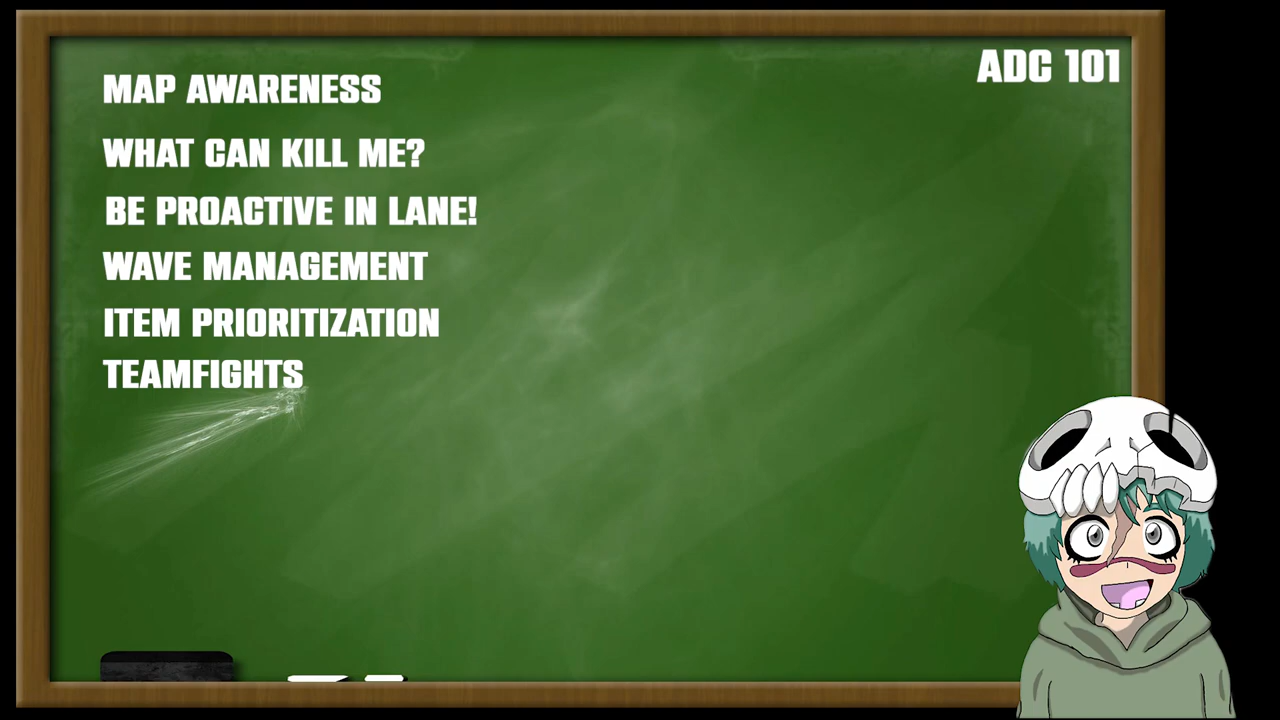 ADC 101
MAP AWARENESS
WHAT CAN KILL ME?
BE PROACTIVE IN LANE!
WAVE MANAGEMENT
ITEM PRIORITIZATION
TEAMFIGHTS